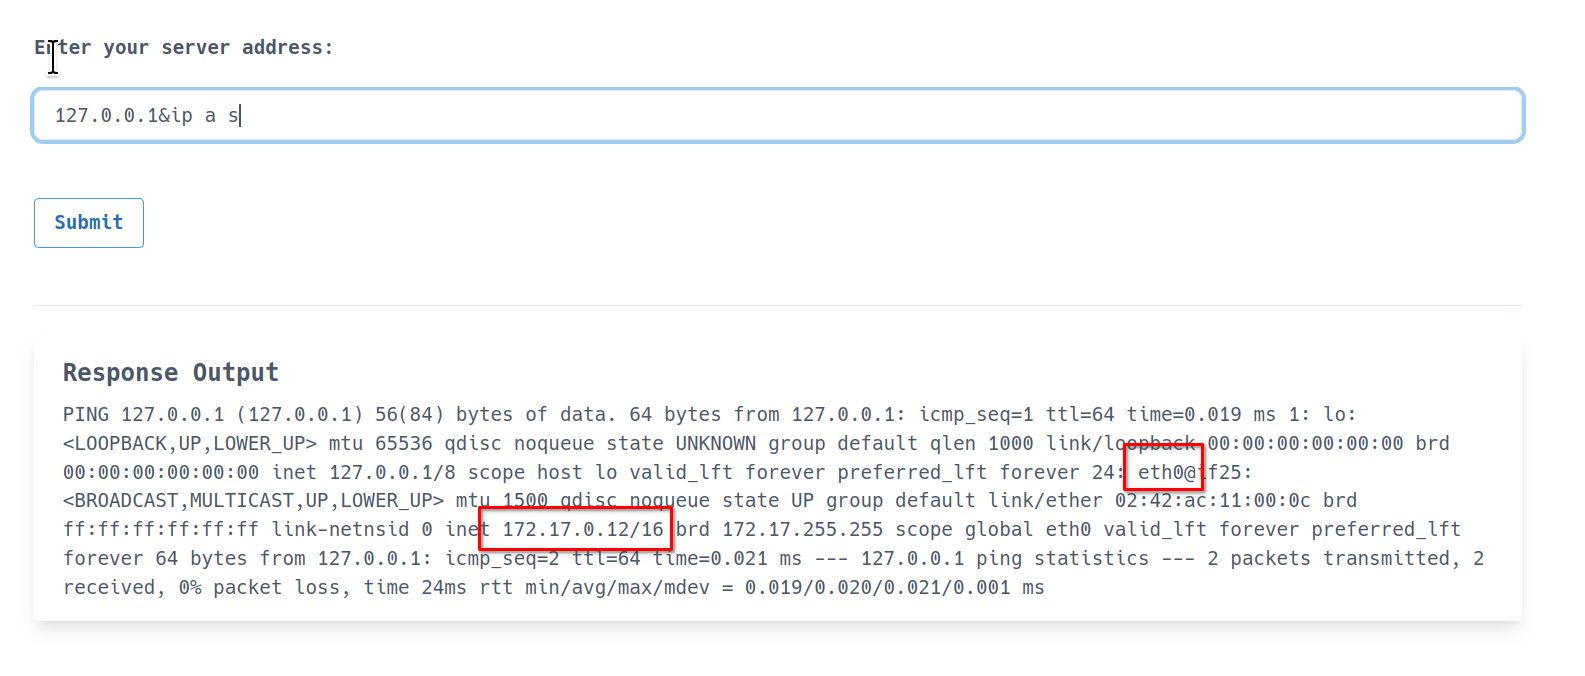 Enter your server address:
127.0.0.1&ip a s
Submit
Response Output
PING 127.0.0.1 (127.0.0.1) 56(84) bytes of data. 64 bytes from 127.0.0.1: icmp_seq=1 ttl=64 time=0.019 ms 1: lo:
<LOOPBACK,UP,LOWER_UP> mtu 65536 qdisc noqueue state UNKNOWN group default qlen 1000 link/loopback 00:00:00:00:00:00 brd
00:00:00:00:00:00 inet 127.0.0.1/8 scope host lo valid_lft forever preferred_lft forever 24: eth0@if25:
<BROADCAST,MULTICAST,UP,LOWER_UP> mtu 1500 qdisc noqueue state UP group default link/ether 02:42:ac:11:00:0c brd
ff:ff:ff:ff:ff:ff link-netnsid 0 inet 172.17.0.12/16 brd 172.17.255.255 scope global eth0 valid_lft forever preferred_lft
forever 64 bytes from 127.0.0.1: icmp_seq=2 ttl=64 time=0.021 ms --- 127.0.0.1 ping statistics --- 2 packets transmitted, 2
received, 0% packet loss, time 24ms rtt min/avg/max/mdev = 0.019/0.020/0.021/0.001 ms